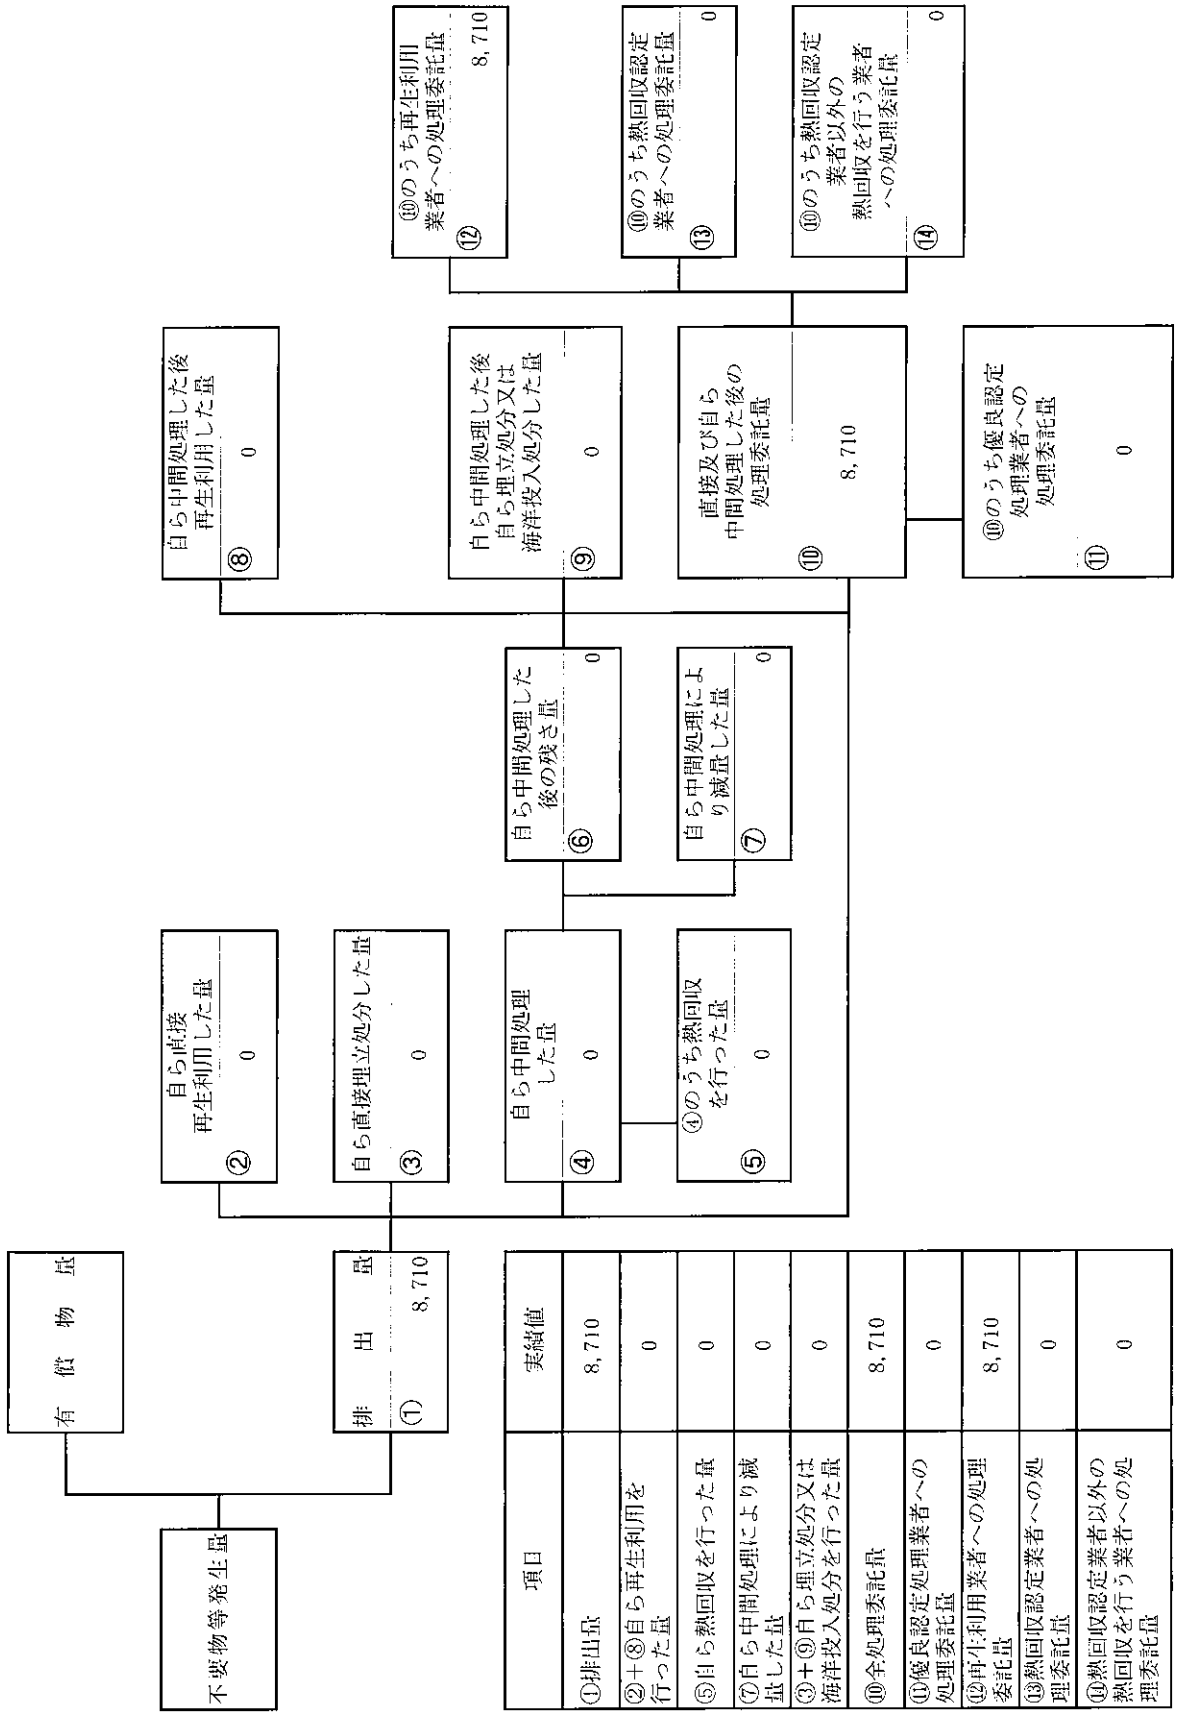 不要物等発生量
有償物量
排出量
① 8,710
自ら直接
再生利用した量
② 0
自ら直接埋立処分した量
③ 0
自ら中間処理
した量
④ 0
④のうち熱回収
を行った量
⑤ 0
自ら中間処理した
後の残さ量
⑥ 0
自ら中間処理によ
り減量した量
⑦ 0
自ら中間処理した後
再生利用した量
⑧ 0
自ら中間処理した後
自ら埋立処分又は
海洋投入処分した量
⑨ 0
直接及び自ら
中間処理した後の
処理委託量
⑩ 8,710
⑩のうち優良認定
処理業者への
処理委託量
⑪ 0
⑩のうち再生利用
業者への処理委託量
⑫ 8,710
⑩のうち熱回収認定
業者への処理委託量
⑬ 0
⑩のうち熱回収認定
業者以外の
熱回収を行う業者
への処理委託量
⑭ 0
項目 実績値
①排出量 8,710
②+⑧自ら再生利用を
行った量 0
⑤自ら熱回収を行った量 0
⑦自ら中間処理により減
量した量 0
③+⑨自ら埋立処分又は
海洋投入処分を行った量 0
⑩全処理委託量 8,710
⑪優良認定処理業者への
処理委託量 0
⑫再生利用業者への処理
委託量 8,710
⑬熱回収認定業者への処
理委託量 0
⑭熱回収認定業者以外の
熱回収を行う業者への処
理委託量 0